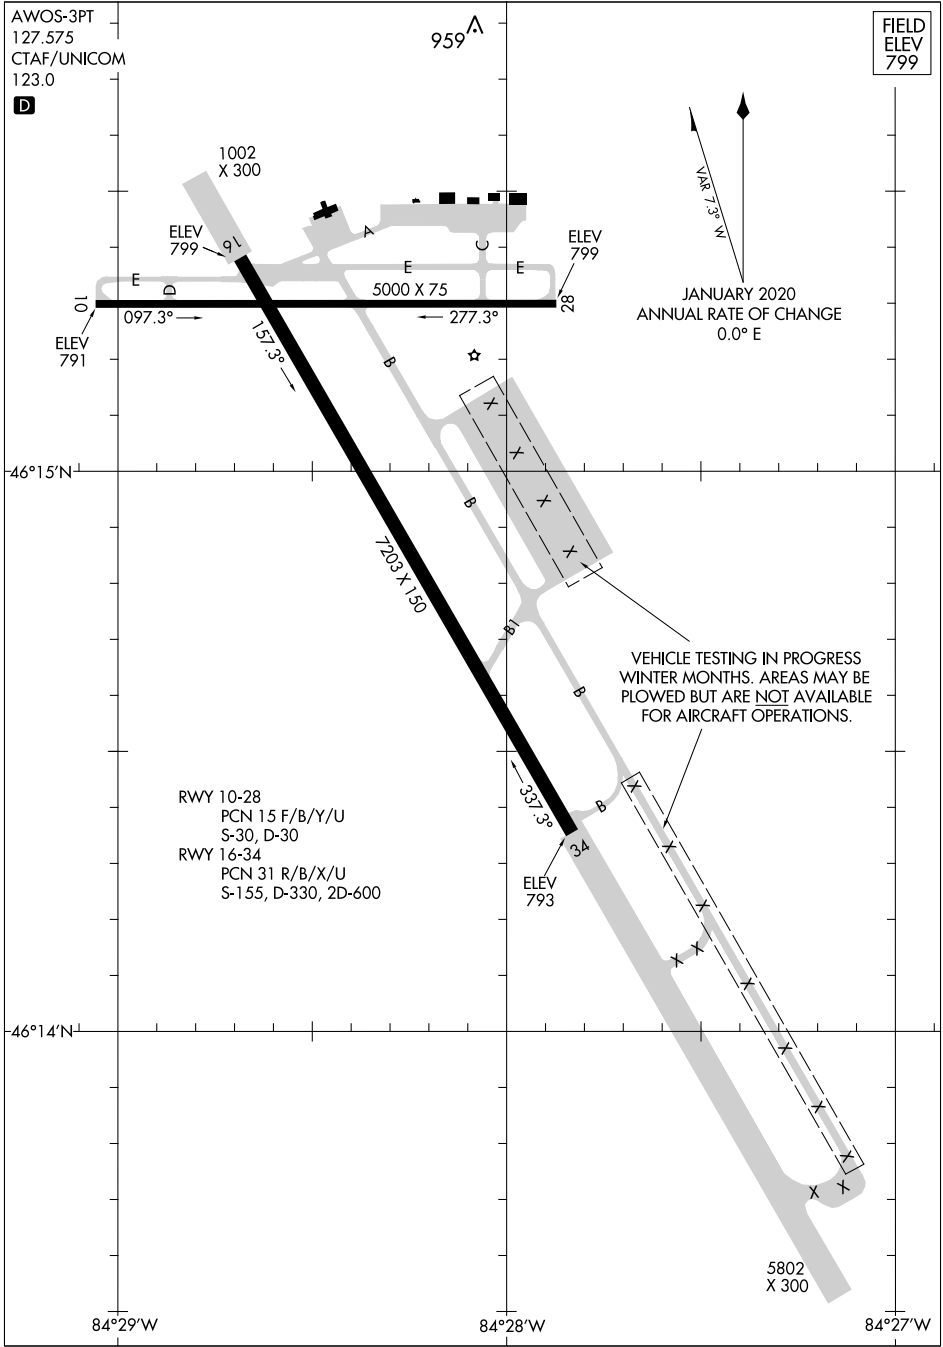 AWOS-3PT
127.575
CTAF/UNICOM
123.0
D
959
FIELD
ELEV
799
1002
X 300
VAR 7.3° W
JANUARY 2020
ANNUAL RATE OF CHANGE
0.0° E
ELEV
799
16
A
C
ELEV
799
E
D
E
E
5000 X 75
10
28
097.3°
277.3°
ELEV
791
157.3°
B
46°15'N
B
7203 X 150
B1
VEHICLE TESTING IN PROGRESS
WINTER MONTHS. AREAS MAY BE
PLOWED BUT ARE NOT AVAILABLE
FOR AIRCRAFT OPERATIONS.
B
X
X
X
X
RWY 10-28
PCN 15 F/B/Y/U
S-30, D-30
RWY 16-34
PCN 31 R/B/X/U
S-155, D-330, 2D-600
337.3°
B
34
ELEV
793
X
X
X
X
X
X
X
X
X
X
X
46°14'N
5802
X 300
84°29'W
84°28'W
84°27'W